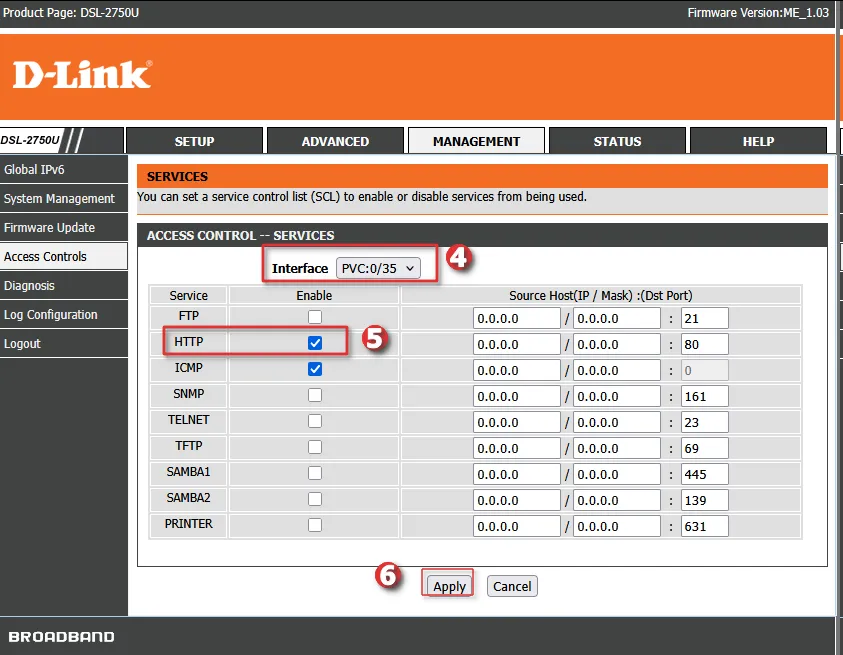 Product Page: DSL-2750U Firmware Version:ME_1.03
D-Link®
DSL-2750U SETUP ADVANCED MANAGEMENT STATUS HELP
Global IPv6
System Management
Firmware Update
Access Controls
Diagnosis
Log Configuration
Logout
SERVICES
You can set a service control list (SCL) to enable or disable services from being used.
ACCESS CONTROL -- SERVICES
Interface PVC:0/35 4
Service Enable Source Host(IP / Mask) :(Dst Port)
FTP 0.0.0.0 / 0.0.0.0 : 21
HTTP 0.0.0.0 / 0.0.0.0 : 80
5
ICMP 0.0.0.0 / 0.0.0.0 : 0
SNMP 0.0.0.0 / 0.0.0.0 : 161
TELNET 0.0.0.0 / 0.0.0.0 : 23
TFTP 0.0.0.0 / 0.0.0.0 : 69
SAMBA1 0.0.0.0 / 0.0.0.0 : 445
SAMBA2 0.0.0.0 / 0.0.0.0 : 139
PRINTER 0.0.0.0 / 0.0.0.0 : 631
6 Apply Cancel
BROADBAND